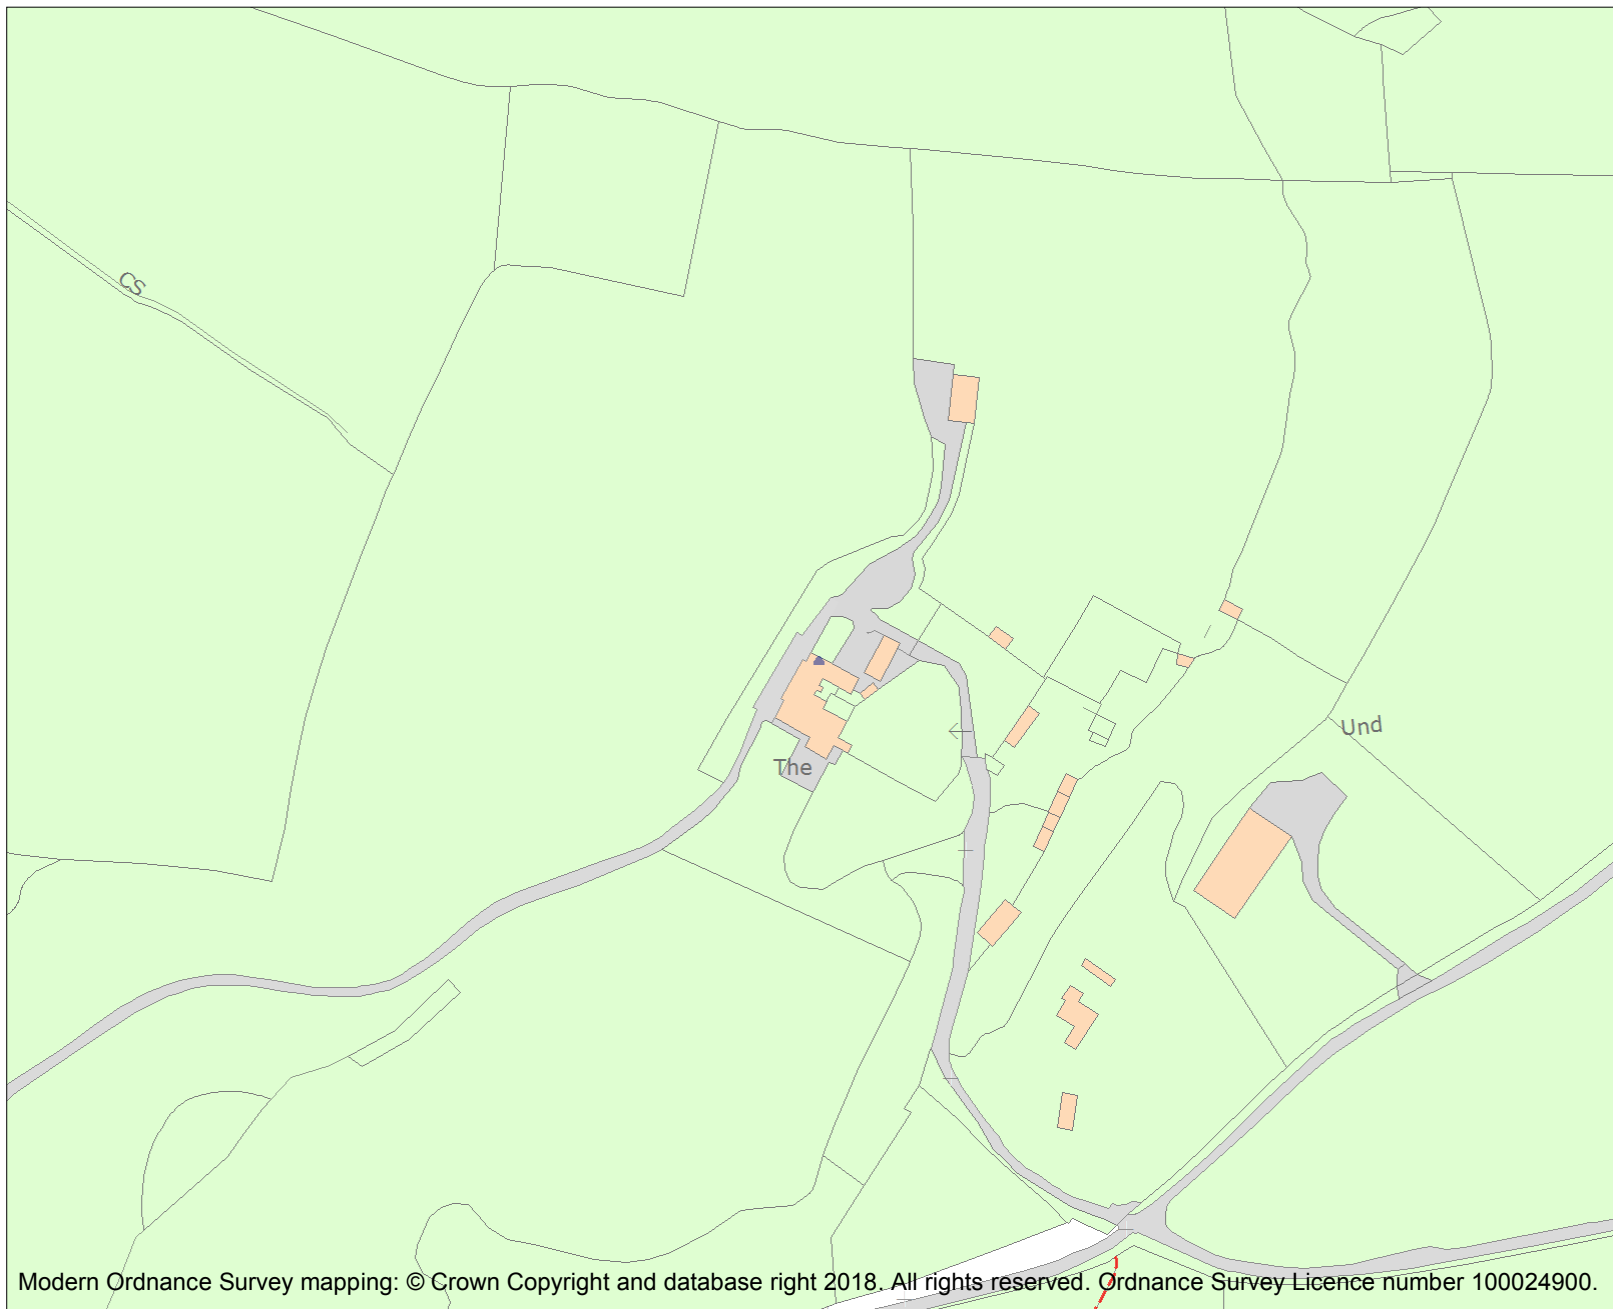 CS
Und
The
Modern Ordnance Survey mapping: © Crown Copyright and database right 2018. All rights reserved. Ordnance Survey Licence number 100024900.